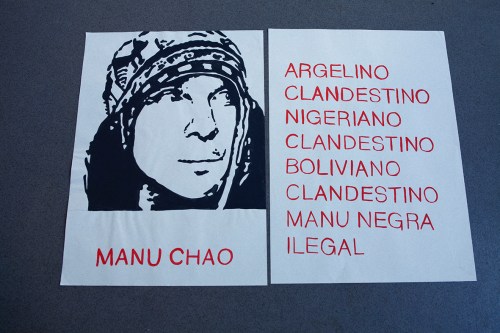 MANU CHAO
ARGELINO
CLANDESTINO
NIGERIANO
CLANDESTINO
BOLIVIANO
CLANDESTINO
MANU NEGRA
ILEGAL